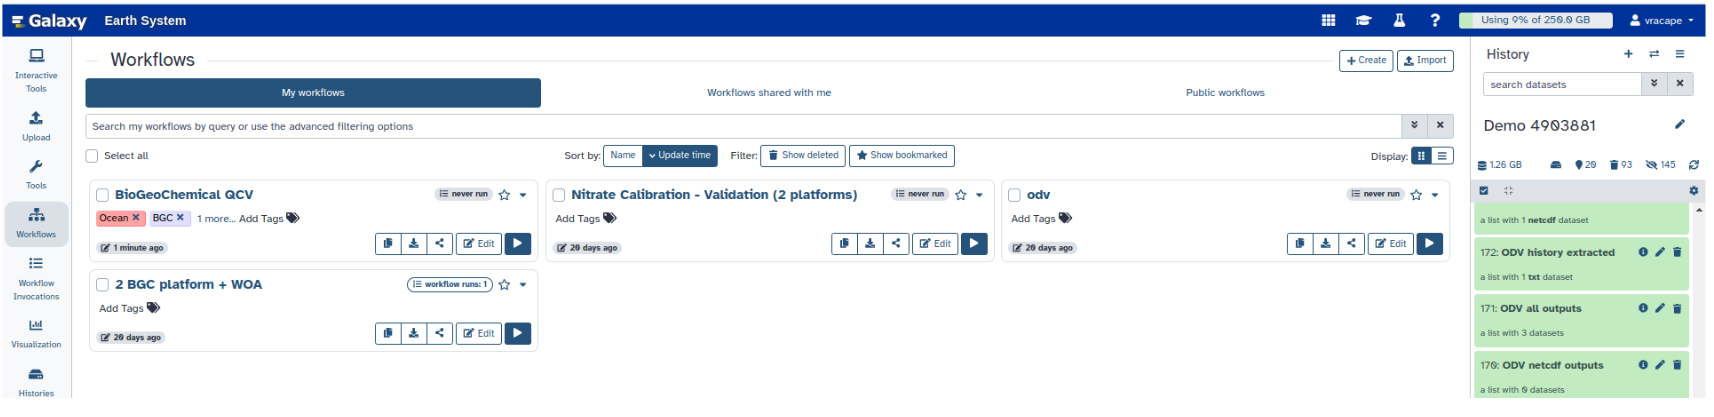 Galaxy Earth System Using 9% of 250.0 GB vracape
Interactive Tools
Upload
Tools
Workflows
Workflow Invocations
Visualization
Histories
Workflows
Create Import
My workflows Workflows shared with me Public workflows
Search my workflows by query or use the advanced filtering options
Select all Sort by: Name Update time Filter: Show deleted Show bookmarked Display:
BioGeoChemical QCV never run
Ocean BGC 1 more... Add Tags
1 minute ago Edit
Nitrate Calibration - Validation (2 platforms) never run
Add Tags
20 days ago Edit
odv never run
Add Tags
20 days ago Edit
2 BGC platform + WOA workflow runs: 1
Add Tags
20 days ago Edit
History
search datasets
Demo 4903881
1.26 GB 20 93 145
a list with 1 netcdf dataset
172: ODV history extracted
a list with 1 txt dataset
171: ODV all outputs
a list with 3 datasets
170: ODV netcdf outputs
a list with 0 datasets